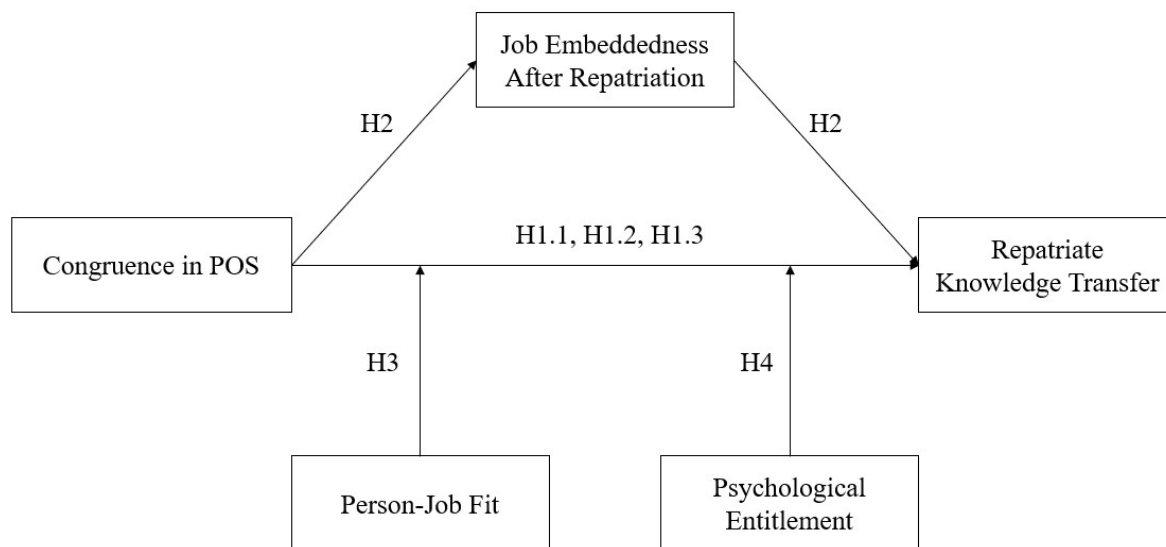 Job Embeddedness
After Repatriation
H2
H2
H1.1, H1.2, H1.3
Congruence in POS
Repatriate
Knowledge Transfer
H3
H4
Person-Job Fit
Psychological
Entitlement